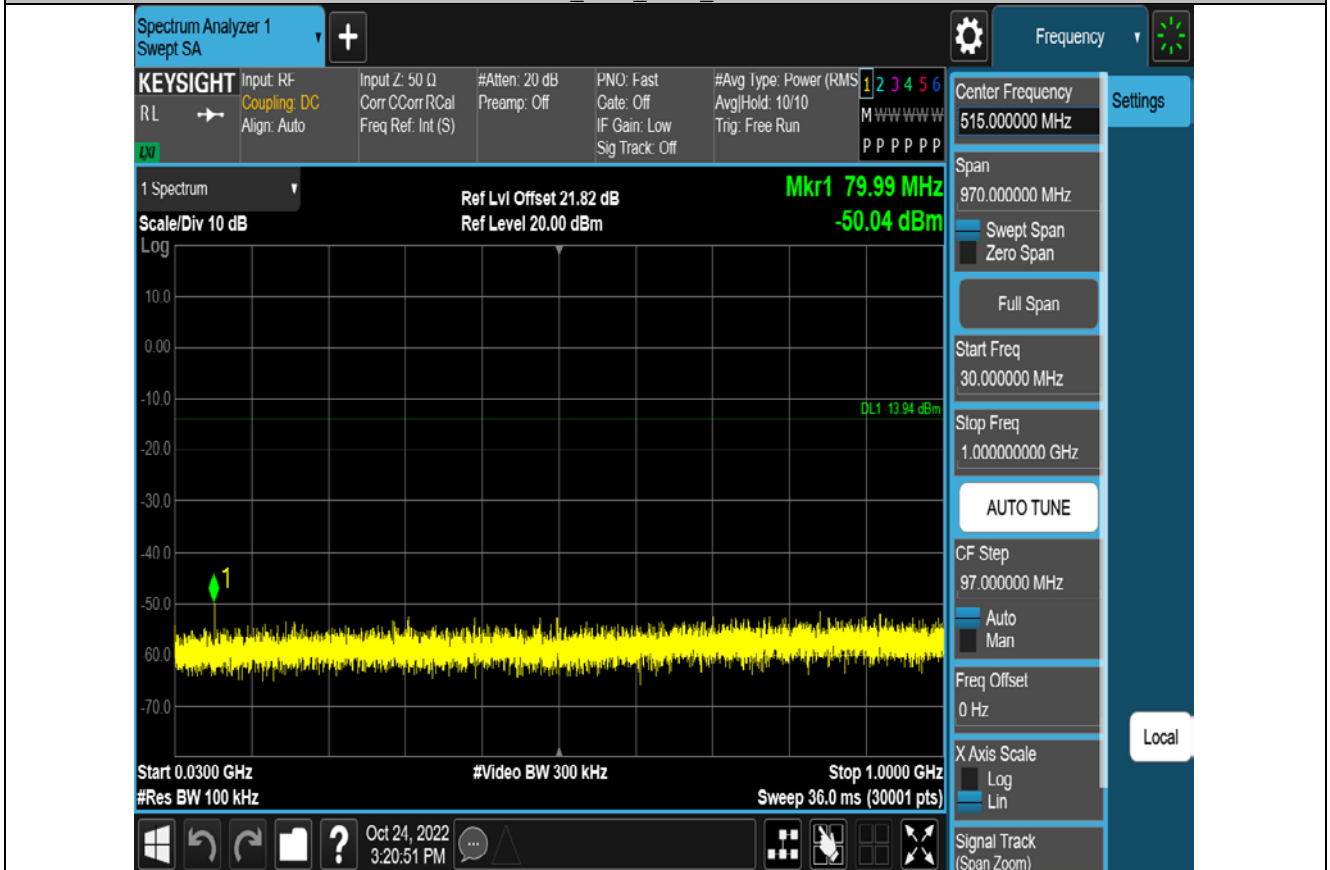 Spectrum Analyzer 1
Swept SA
+
Frequency
KEYSIGHT
RL
LXI
Input: RF
Coupling: DC
Align: Auto
Input Z: 50 Ω
Corr CCorr RCal
Freq Ref: Int (S)
#Atten: 20 dB
Preamp: Off
PNO: Fast
Gate: Off
IF Gain: Low
Sig Track: Off
#Avg Type: Power (RMS
Avg|Hold: 10/10
Trig: Free Run
1 2 3 4 5 6
M W W W W W
P P P P P P
1 Spectrum
Scale/Div 10 dB
Ref Lvl Offset 21.82 dB
Ref Level 20.00 dBm
Mkr1 79.99 MHz
-50.04 dBm
Log
10.0
0.00
-10.0
DL1 -13.94 dBm
-20.0
-30.0
-40.0
1
-50.0
-60.0
-70.0
Start 0.0300 GHz
#Video BW 300 kHz
Stop 1.0000 GHz
#Res BW 100 kHz
Sweep 36.0 ms (30001 pts)
?
Oct 24, 2022
3:20:51 PM
Center Frequency
515.000000 MHz
Settings
Span
970.000000 MHz
Swept Span
Zero Span
Full Span
Start Freq
30.000000 MHz
Stop Freq
1.000000000 GHz
AUTO TUNE
CF Step
97.000000 MHz
Auto
Man
Freq Offset
0 Hz
Local
X Axis Scale
Log
Lin
Signal Track
(Span Zoom)